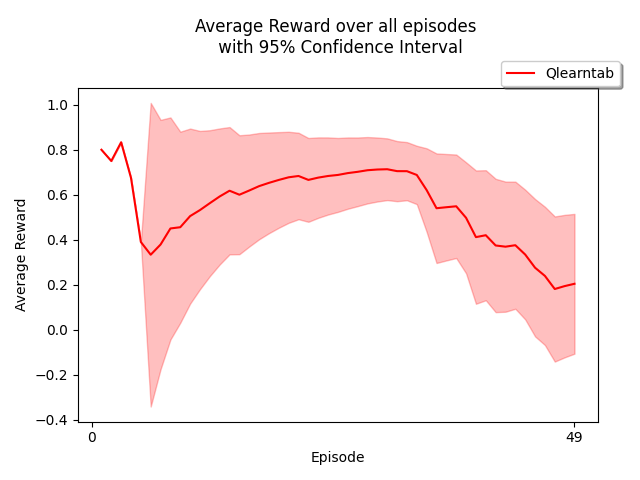 Average Reward over all episodes
with 95% Confidence Interval
Qlearntab
1.0
0.8
0.6
0.4
0.2
0.0
−0.2
−0.4
Average Reward
0
49
Episode